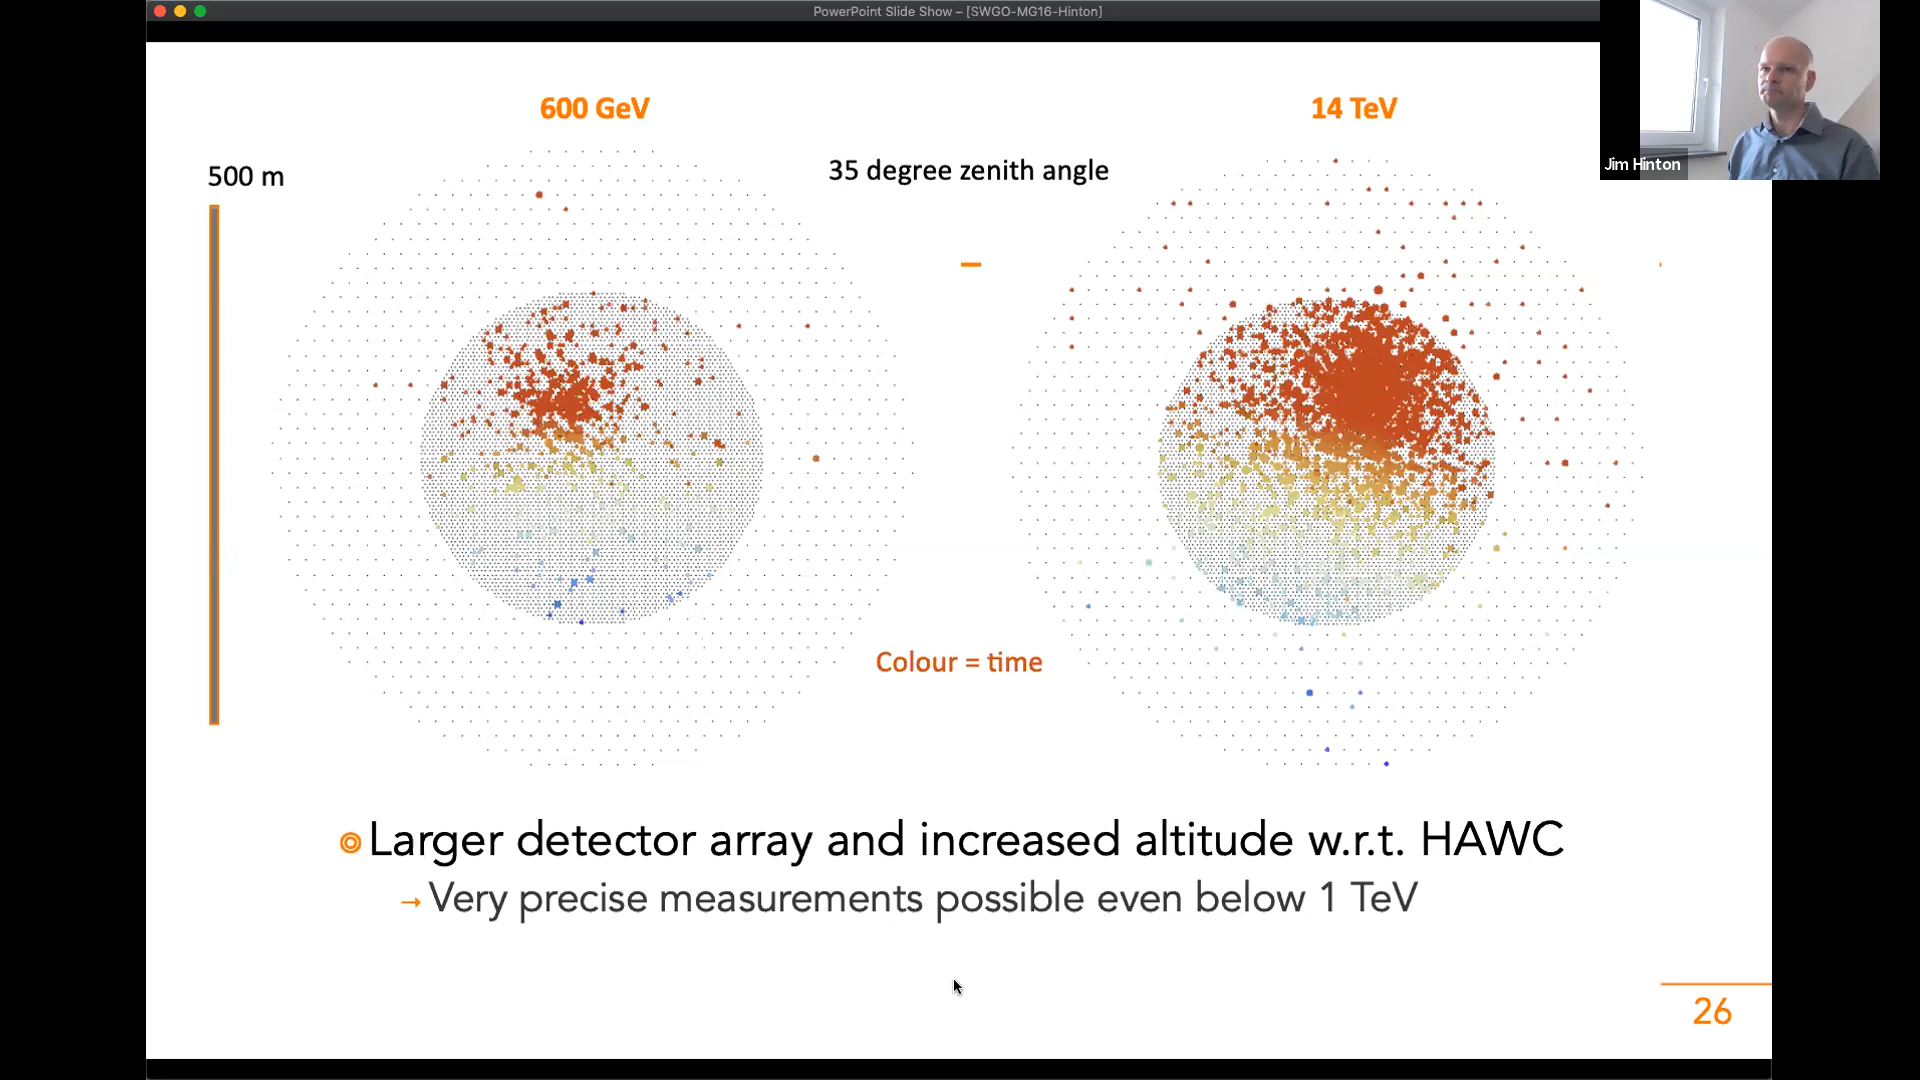 PowerPoint Slide Show – [SWGO-MG16-Hinton]
Jim Hinton
600 GeV
14 TeV
500 m
35 degree zenith angle
Colour = time
Larger detector array and increased altitude w.r.t. HAWC
→ Very precise measurements possible even below 1 TeV
26